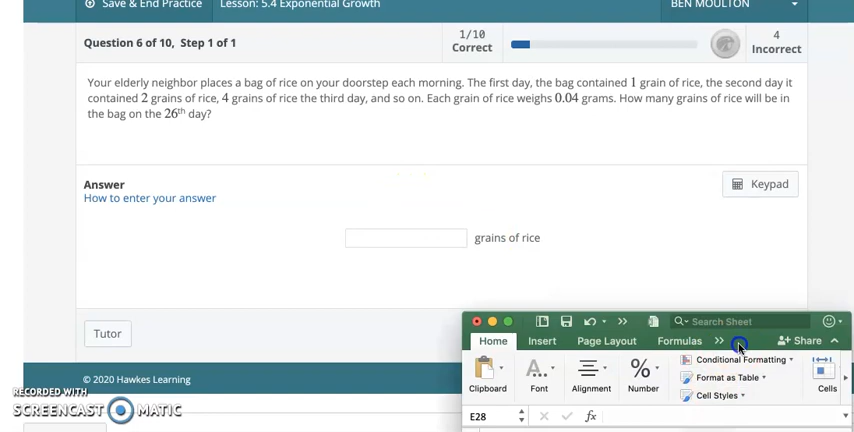 Save & End Practice
Lesson: 5.4 Exponential Growth
BEN MOULTON
Question 6 of 10, Step 1 of 1
1/10
Correct
4
Incorrect
Your elderly neighbor places a bag of rice on your doorstep each morning. The first day, the bag contained 1 grain of rice, the second day it
contained 2 grains of rice, 4 grains of rice the third day, and so on. Each grain of rice weighs 0.04 grams. How many grains of rice will be in
the bag on the 26th day?
Answer
How to enter your answer
Keypad
grains of rice
Tutor
© 2020 Hawkes Learning
Search Sheet
Home
Insert
Page Layout
Formulas
Share
Clipboard
Font
Alignment
Number
Conditional Formatting
Format as Table
Cell Styles
Cells
E28
fx
RECORDED WITH
SCREENCAST MATIC